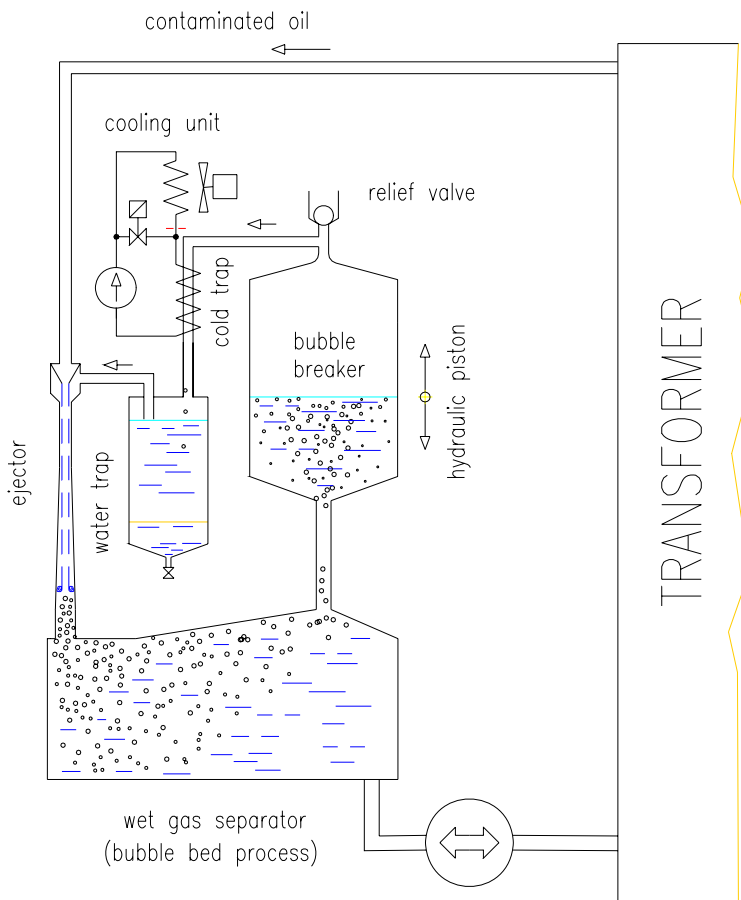 contaminated oil
cooling unit
relief valve
cold trap
bubble
breaker
hydraulic piston
TRANSFORMER
ejector
water trap
wet gas separator
(bubble bed process)